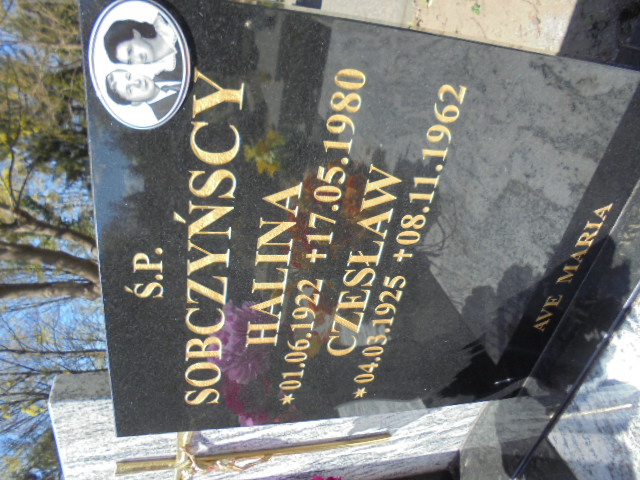 Ś.P.
SOBCZYŃSCY
HALINA
*01.06.1922 †17.05.1980
CZESŁAW
*04.03.1925 †08.11.1962
AVE MARIA